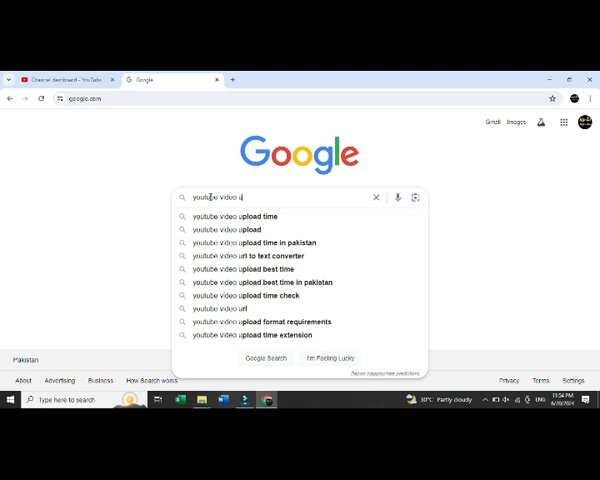 Channel dashboard - YouTube
Google
google.com
Gmail Images
Google
youtube video u
youtube video upload time
youtube video upload
youtube video upload time in pakistan
youtube video url to text converter
youtube video upload best time
youtube video upload best time in pakistan
youtube video upload time check
youtube video url
youtube video upload format requirements
youtube video upload time extension
Google Search I'm Feeling Lucky
Report inappropriate predictions
Pakistan
About Advertising Business How Search works Privacy Terms Settings
Type here to search 30°C Partly cloudy ENG 11:54 PM
6/20/2024